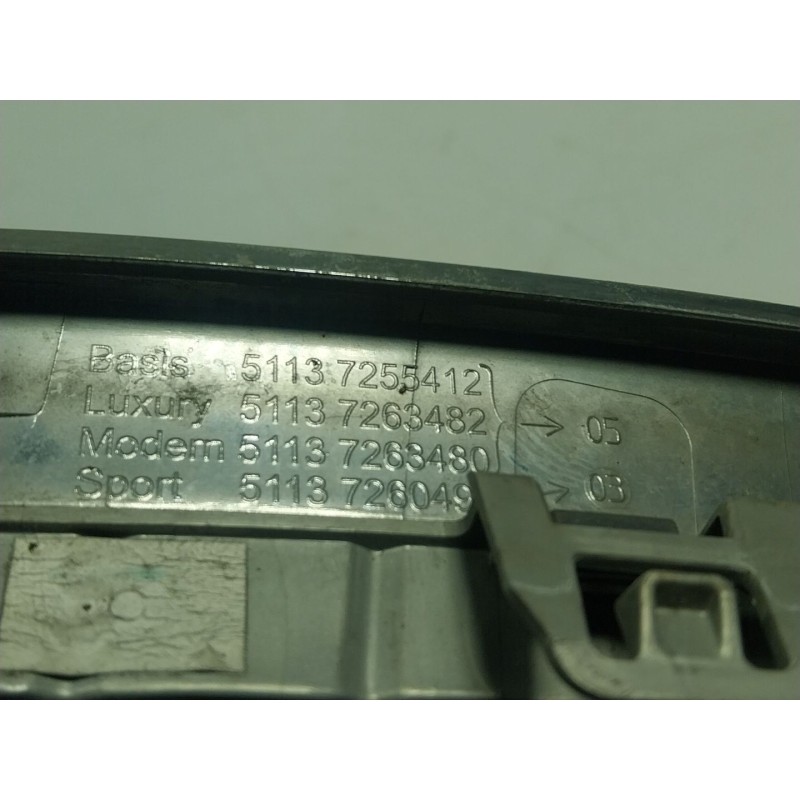 Basis 5113 7255412
Luxury 5113 7263482 → 05
Modern 5113 7263480
Sport 5113 726049 → 03